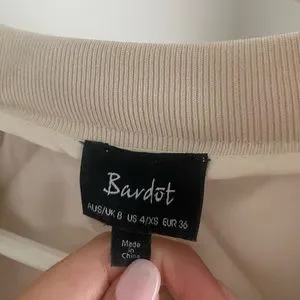 Bardot
AUS/UK 8 US 4/XS EUR 36
Made
in
China